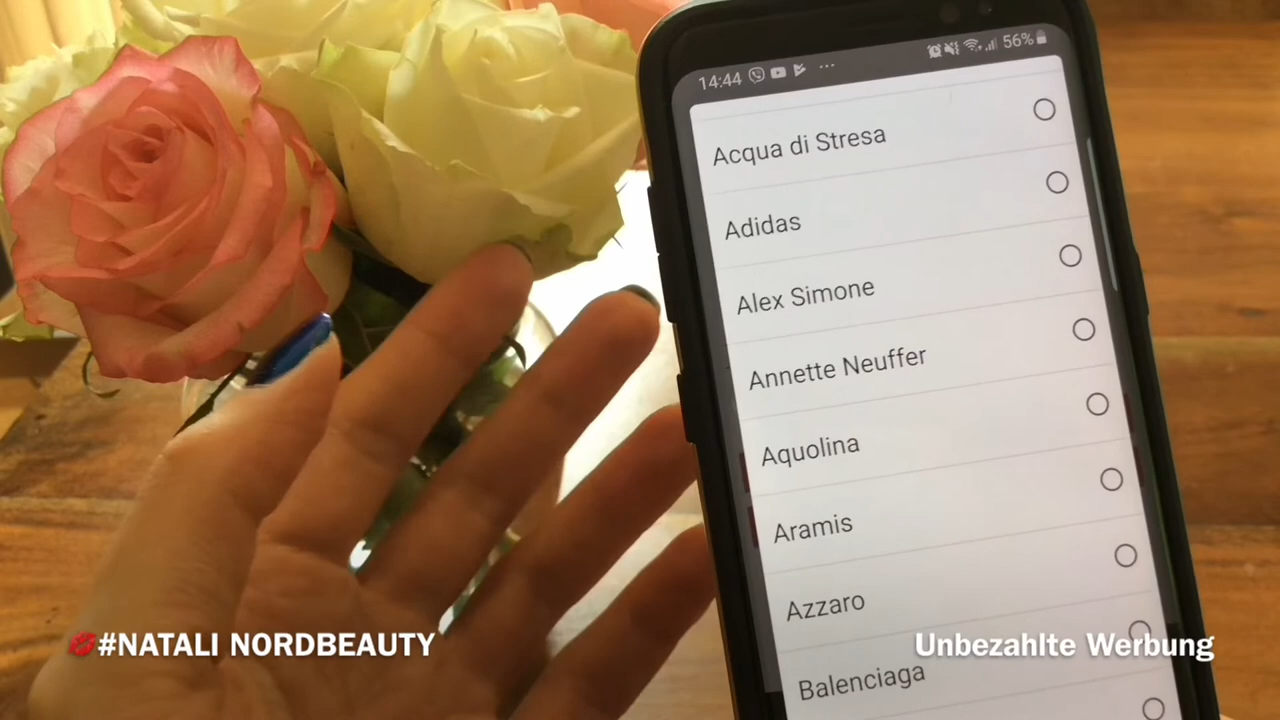 14:44 ... 56%
Acqua di Stresa
Adidas
Alex Simone
Annette Neuffer
Aquolina
Aramis
Azzaro
Balenciaga
💋#NATALI NORDBEAUTY
Unbezahlte Werbung